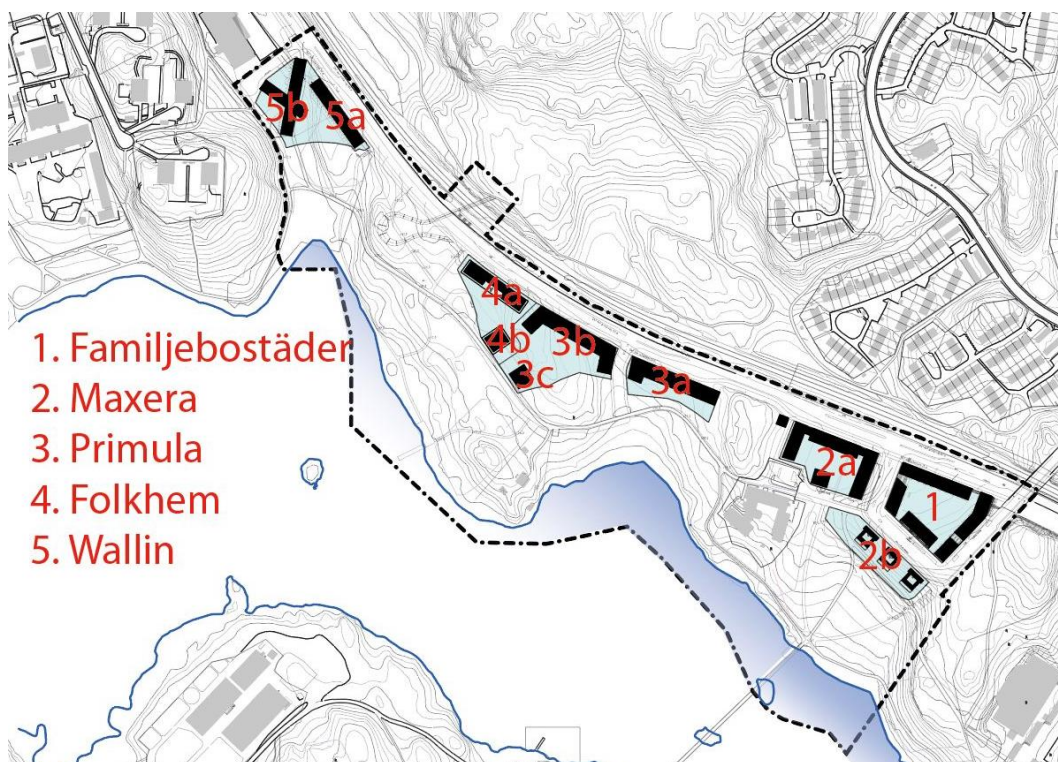 5b
5a
4a
4b
3b
3c
3a
2a
1
2b
1. Familjebostäder
2. Maxera
3. Primula
4. Folkhem
5. Wallin